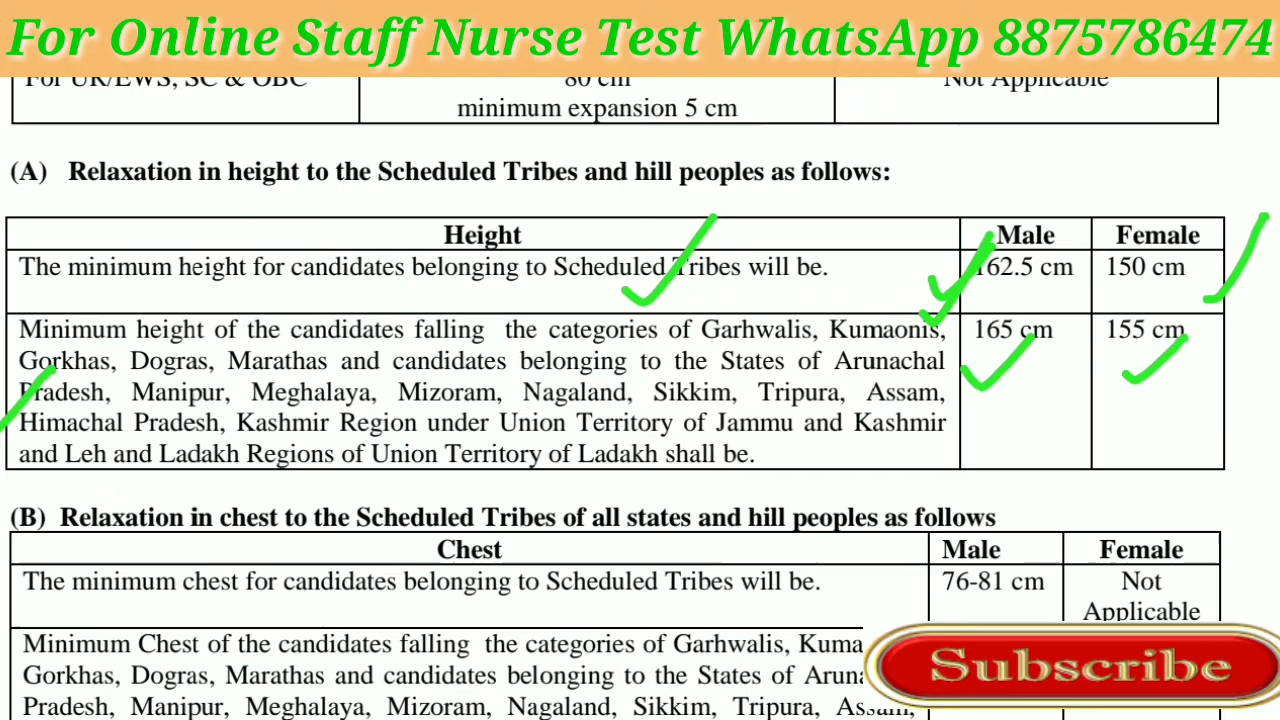 For Online Staff Nurse Test WhatsApp 8875786474
For UR/EWS, SC & OBC 80 cm Not Applicable
minimum expansion 5 cm
(A) Relaxation in height to the Scheduled Tribes and hill peoples as follows:
Height Male Female
The minimum height for candidates belonging to Scheduled Tribes will be. 162.5 cm 150 cm
Minimum height of the candidates falling the categories of Garhwalis, Kumaonis, 165 cm 155 cm
Gorkhas, Dogras, Marathas and candidates belonging to the States of Arunachal
Pradesh, Manipur, Meghalaya, Mizoram, Nagaland, Sikkim, Tripura, Assam,
Himachal Pradesh, Kashmir Region under Union Territory of Jammu and Kashmir
and Leh and Ladakh Regions of Union Territory of Ladakh shall be.
(B) Relaxation in chest to the Scheduled Tribes of all states and hill peoples as follows
Chest Male Female
The minimum chest for candidates belonging to Scheduled Tribes will be. 76-81 cm Not
Applicable
Minimum Chest of the candidates falling the categories of Garhwalis, Kuma
Gorkhas, Dogras, Marathas and candidates belonging to the States of Aruna
Pradesh, Manipur, Meghalaya, Mizoram, Nagaland, Sikkim, Tripura, Assam,
Subscribe